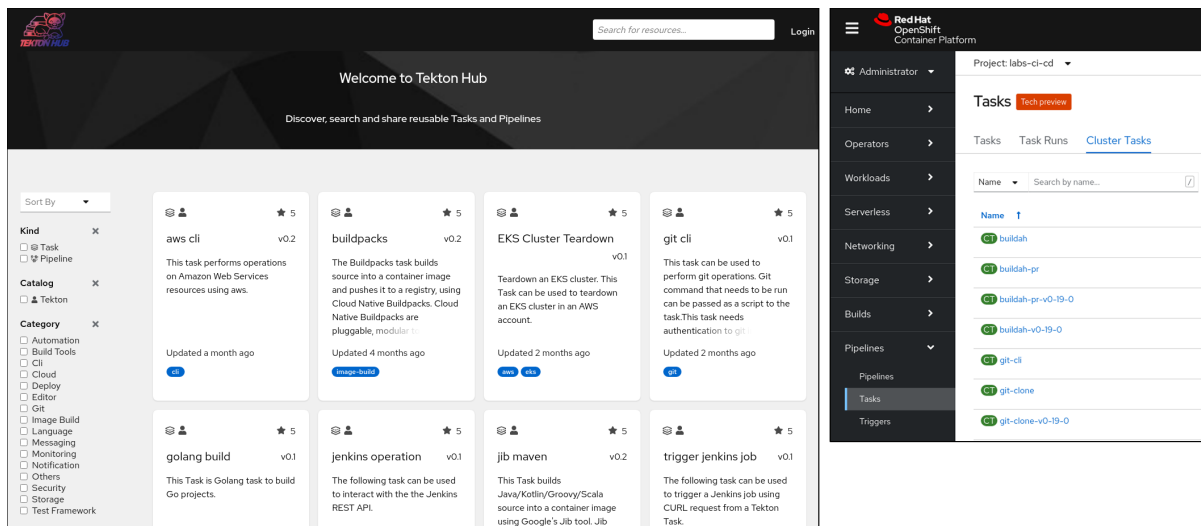 TEKTON HUB
Search for resources...
Login
Welcome to Tekton Hub
Discover, search and share reusable Tasks and Pipelines
Sort By
Kind
Task
Pipeline
Catalog
Tekton
Category
Automation
Build Tools
Cli
Cloud
Deploy
Editor
Git
Image Build
Language
Messaging
Monitoring
Notification
Others
Security
Storage
Test Framework
5
aws cli v0.2
This task performs operations
on Amazon Web Services
resources using aws.
Updated a month ago
cli
5
buildpacks v0.2
The Buildpacks task builds
source into a container image
and pushes it to a registry, using
Cloud Native Buildpacks. Cloud
Native Buildpacks are
pluggable, modular
Updated 4 months ago
image-build
5
EKS Cluster Teardown
v0.1
Teardown an EKS cluster. This
Task can be used to teardown
an EKS cluster in an AWS
account.
Updated 2 months ago
aws eks
5
git cli v0.1
This task can be used to
perform git operations. Git
command that needs to be run
can be passed as a script to the
task.This task needs
authentication to git
Updated 2 months ago
git
5
golang build v0.1
This Task is Golang task to build
Go projects.
5
jenkins operation v0.1
The following task can be used
to interact with the the Jenkins
REST API.
5
jib maven v0.2
This Task builds
Java/Kotlin/Groovy/Scala
source into a container image
using Google's Jib tool. Jib
5
trigger jenkins job v0.1
The following task can be used
to trigger a Jenkins job using
CURL request from a Tekton
Task.
Red Hat
OpenShift
Container Platform
Administrator
Home
Operators
Workloads
Serverless
Networking
Storage
Builds
Pipelines
Pipelines
Tasks
Triggers
Project: labs-ci-cd
Tasks Tech preview
Tasks Task Runs Cluster Tasks
Name Search by name... /
Name
CT buildah
CT buildah-pr
CT buildah-pr-v0-19-0
CT buildah-v0-19-0
CT git-cli
CT git-clone
CT git-clone-v0-19-0